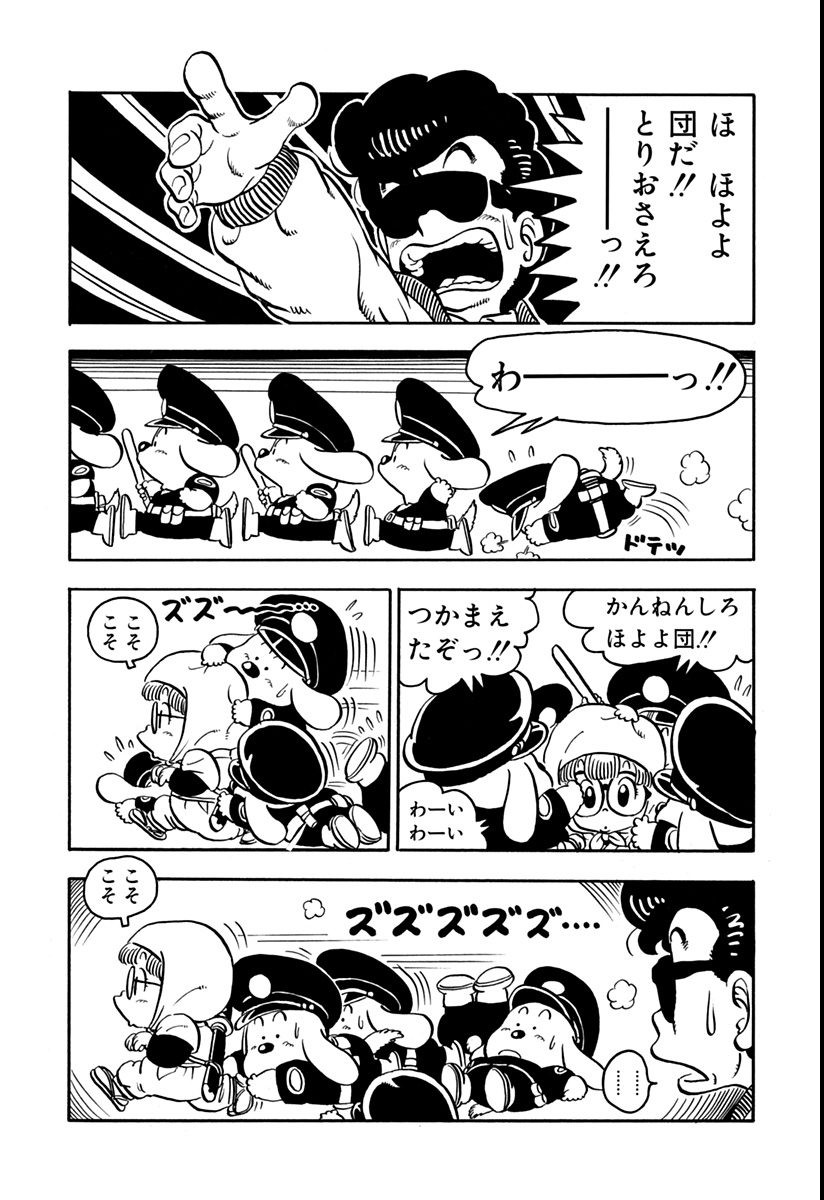 ほ　ほよよ
団だ!!
とりおさえろ
――っ!!
わ――――っ!!
ドテッ
かんねんしろ
ほよよ団!!
つかまえ
たぞっ!!
わーい
わーい
ズズ〜
こそ
こそ
こそ
こそ
ズズズズズ‥‥
……